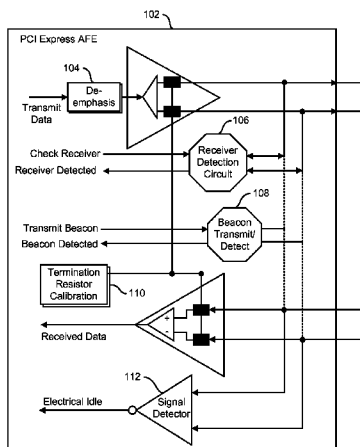 102
PCI Express AFE
104
De-
emphasis
Transmit
Data
106
Check Receiver
Receiver Detected
Receiver
Detection
Circuit
108
Transmit Beacon
Beacon Detected
Beacon
Transmit/
Detect
Termination
Resistor
Calibration
110
+
-
Received Data
112
Electrical Idle
Signal
Detector